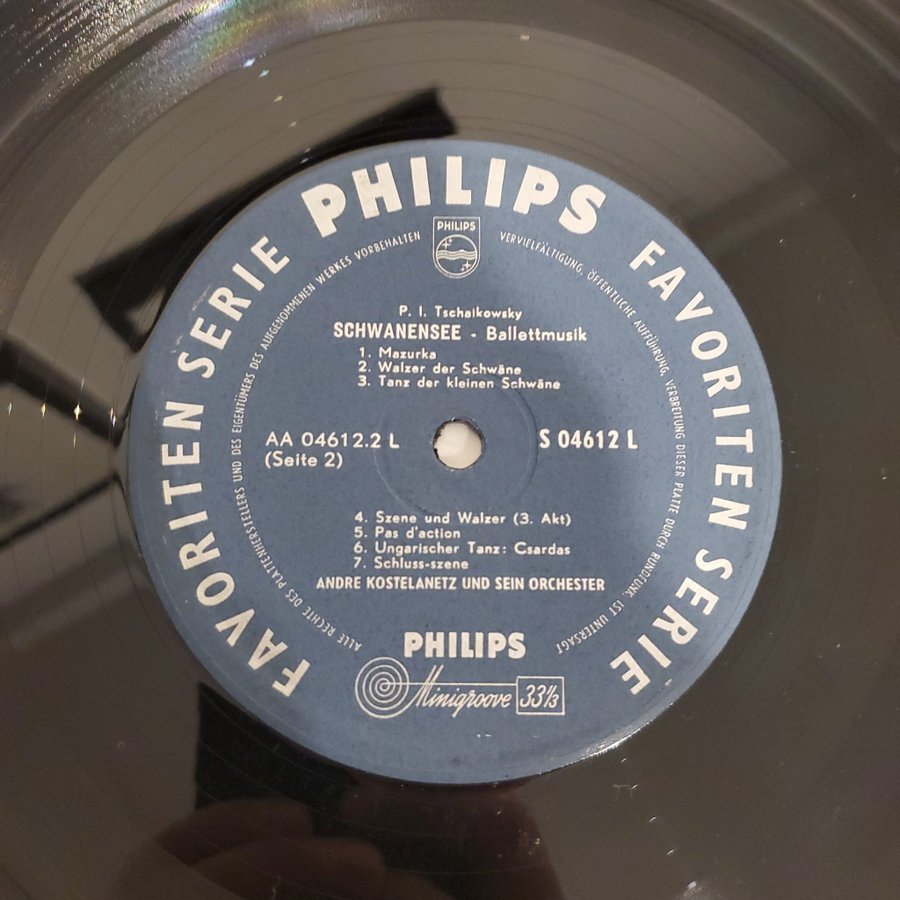 PHILIPS
FAVORITEN SERIE
FAVORITEN SERIE
ALLE RECHTE DES PLATTENHERSTELLERS UND DES EIGENTÜMERS DES AUFGENOMMENEN WERKES VORBEHALTEN
VERVIELFÄLTIGUNG, ÖFFENTLICHE AUFFÜHRUNG, VERBREITUNG DIESER PLATTE DURCH RUNDFUNK, IST UNTERSAGT
PHILIPS
P. I. Tschaikowsky
SCHWANENSEE - Ballettmusik
1. Mazurka
2. Walzer der Schwäne
3. Tanz der kleinen Schwäne
AA 04612.2 L
(Seite 2)
S 04612 L
4. Szene und Walzer (3. Akt)
5. Pas d'action
6. Ungarischer Tanz: Csardas
7. Schluss-szene
ANDRE KOSTELANETZ UND SEIN ORCHESTER
PHILIPS
Minigroove 33⅓